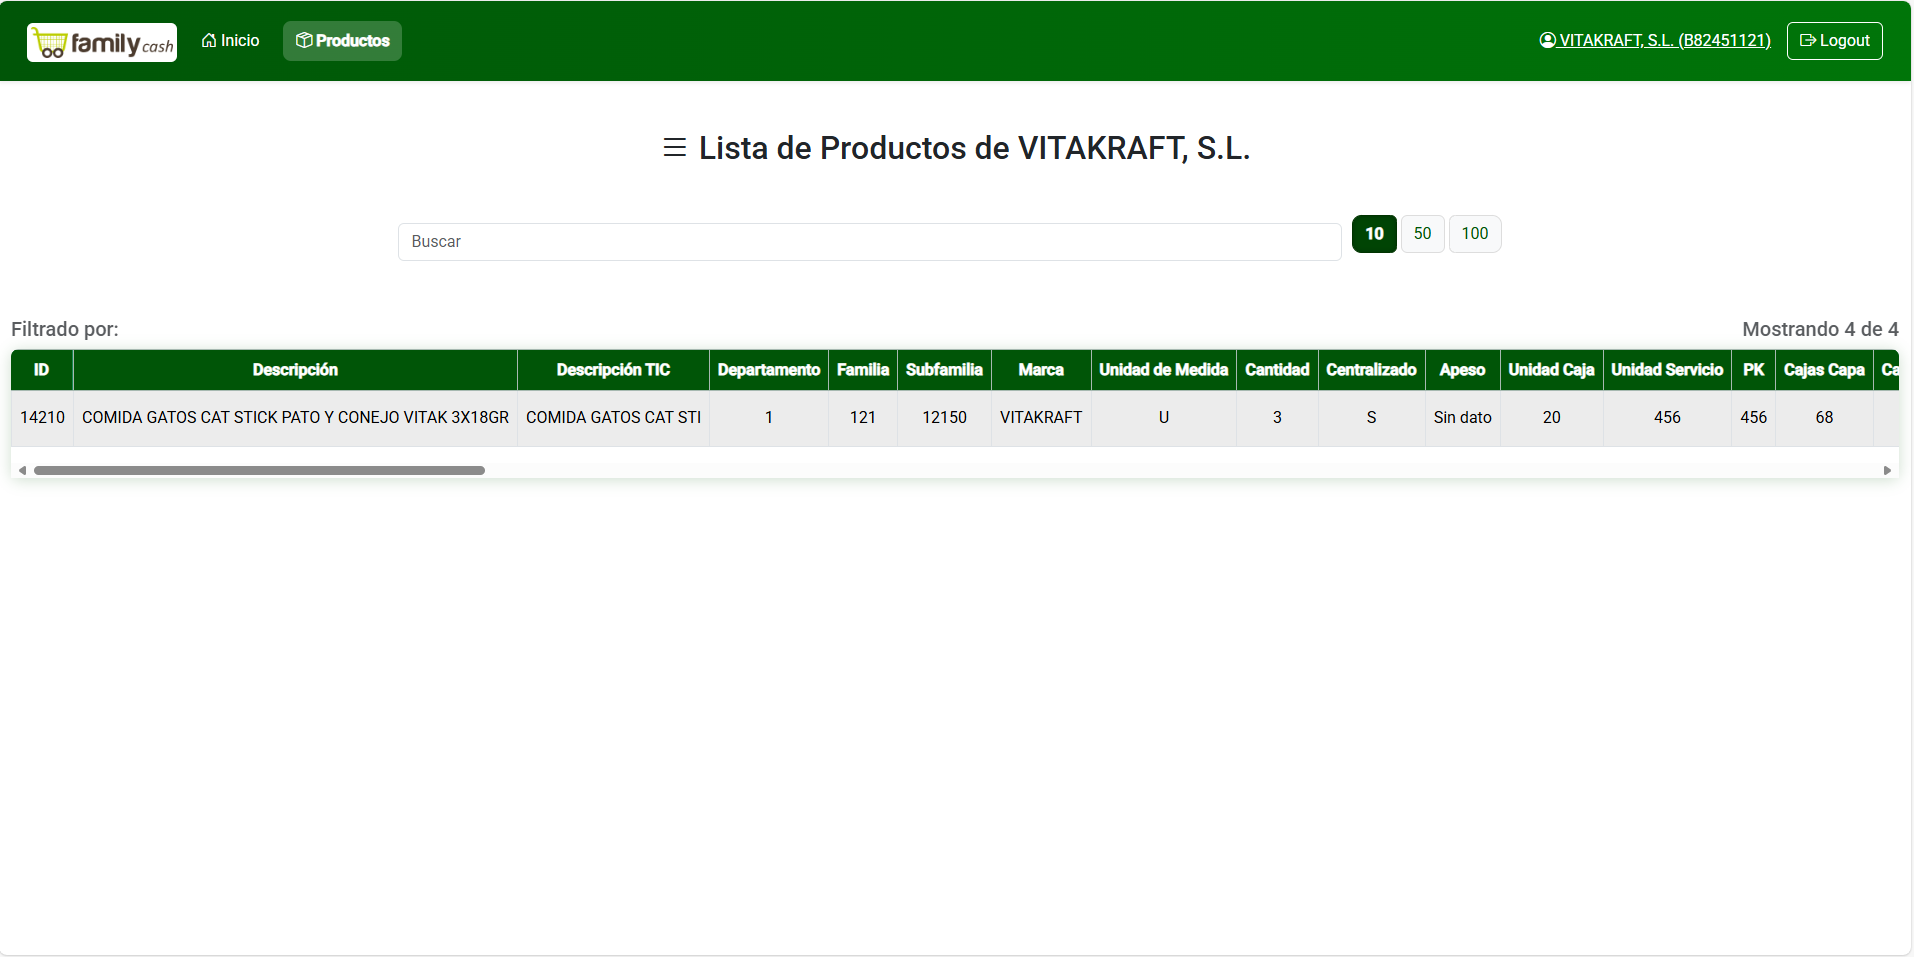 family cash Inicio Productos VITAKRAFT, S.L. (B82451121) Logout
Lista de Productos de VITAKRAFT, S.L.
Buscar 10 50 100
Filtrado por: Mostrando 4 de 4
ID Descripción Descripción TIC Departamento Familia Subfamilia Marca Unidad de Medida Cantidad Centralizado Apeso Unidad Caja Unidad Servicio PK Cajas Capa Ca
14210 COMIDA GATOS CAT STICK PATO Y CONEJO VITAK 3X18GR COMIDA GATOS CAT STI 1 121 12150 VITAKRAFT U 3 S Sin dato 20 456 456 68